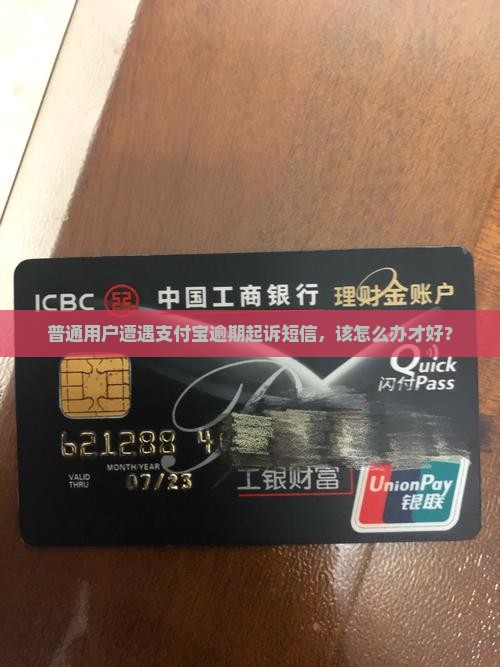 ICBC 中国工商银行 理财金账户
普通用户遭遇支付宝逾期起诉短信，该怎么办才好？
Quick
闪付Pass
621288 4
MONTH/YEAR
VALID
THRU
07/23
工银财富
UnionPay
银联